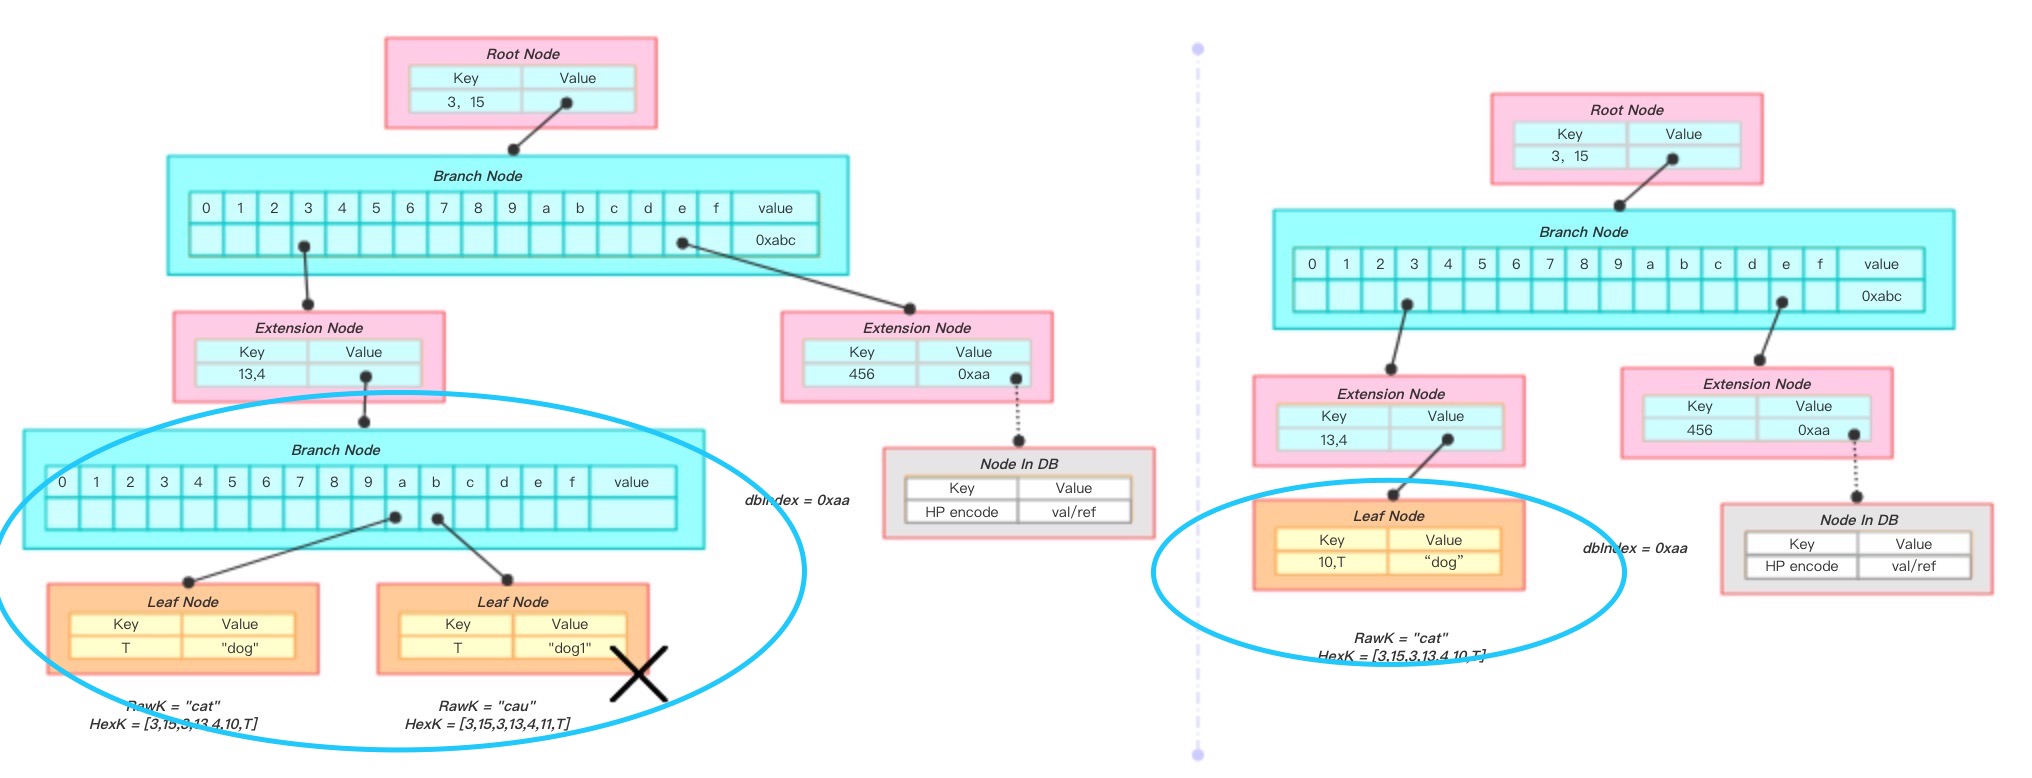 Root Node
Key Value
3, 15
Branch Node
0 1 2 3 4 5 6 7 8 9 a b c d e f value
0xabc
Extension Node
Key Value
13,4
Extension Node
Key Value
456 0xaa
Branch Node
0 1 2 3 4 5 6 7 8 9 a b c d e f value
dbIndex = 0xaa
Node In DB
Key Value
HP encode val/ref
Leaf Node
Key Value
T "dog"
Leaf Node
Key Value
T "dog1"
RawK = "cat"
HexK = [3,15,3,13,4,10,T]
RawK = "cau"
HexK = [3,15,3,13,4,11,T]
Root Node
Key Value
3, 15
Branch Node
0 1 2 3 4 5 6 7 8 9 a b c d e f value
0xabc
Extension Node
Key Value
13,4
Extension Node
Key Value
456 0xaa
Leaf Node
Key Value
10,T “dog”
dbIndex = 0xaa
Node In DB
Key Value
HP encode val/ref
RawK = "cat"
HexK = [3,15,3,13,4,10,T]